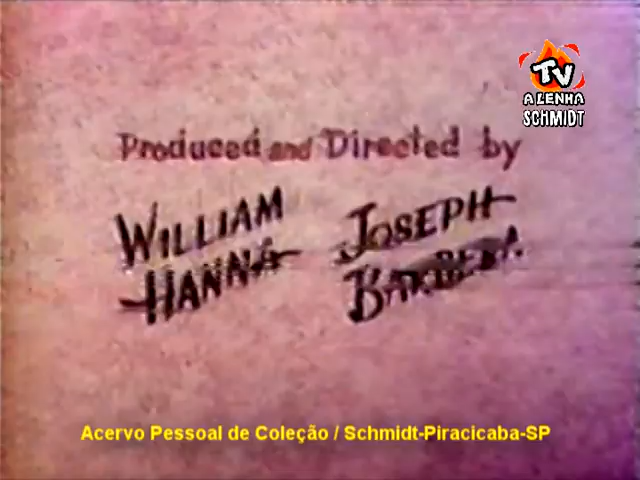 TV
A LENHA
SCHMIDT
Produced and Directed by
WILLIAM HANNA
JOSEPH BARBERA
Acervo Pessoal de Coleção / Schmidt-Piracicaba-SP